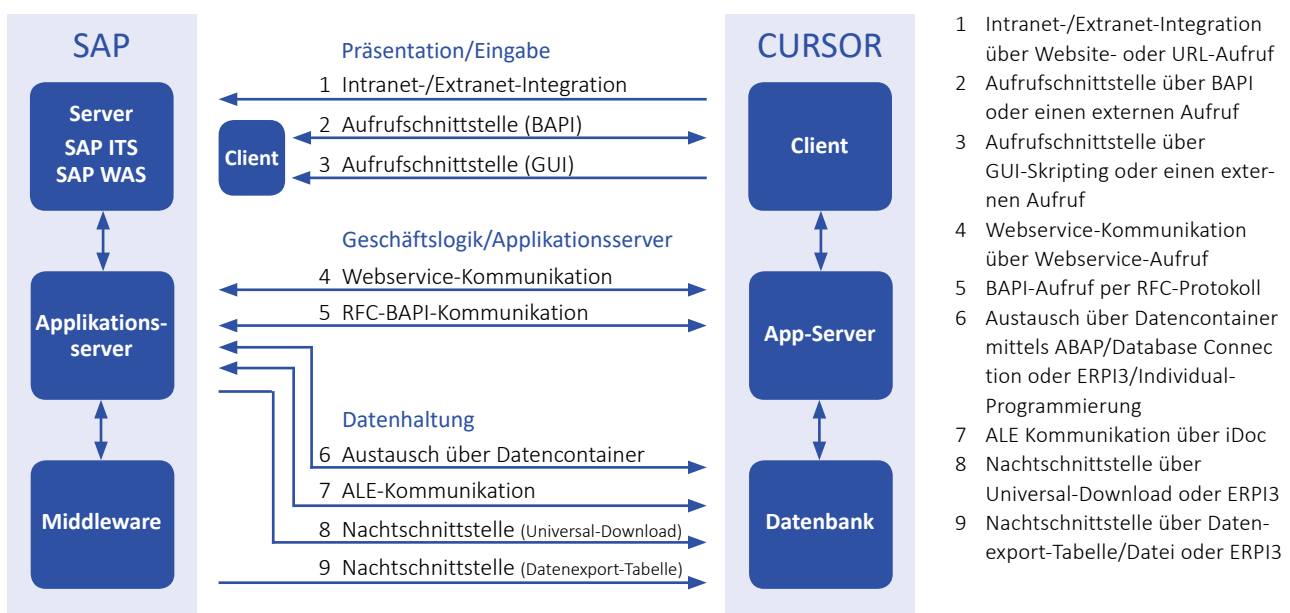 SAP
Server
SAP ITS
SAP WAS
Applikations-
server
Middleware
Client
Präsentation/Eingabe
1 Intranet-/Extranet-Integration
2 Aufrufschnittstelle (BAPI)
3 Aufrufschnittstelle (GUI)
Geschäftslogik/Applikationsserver
4 Webservice-Kommunikation
5 RFC-BAPI-Kommunikation
Datenhaltung
6 Austausch über Datencontainer
7 ALE-Kommunikation
8 Nachtschnittstelle (Universal-Download)
9 Nachtschnittstelle (Datenexport-Tabelle)
CURSOR
Client
App-Server
Datenbank
1 Intranet-/Extranet-Integration
über Website- oder URL-Aufruf
2 Aufrufschnittstelle über BAPI
oder einen externen Aufruf
3 Aufrufschnittstelle über
GUI-Skripting oder einen exter-
nen Aufruf
4 Webservice-Kommunikation
über Webservice-Aufruf
5 BAPI-Aufruf per RFC-Protokoll
6 Austausch über Datencontainer
mittels ABAP/Database Connec
tion oder ERPI3/Individual-
Programmierung
7 ALE Kommunikation über iDoc
8 Nachtschnittstelle über
Universal-Download oder ERPI3
9 Nachtschnittstelle über Daten-
export-Tabelle/Datei oder ERPI3